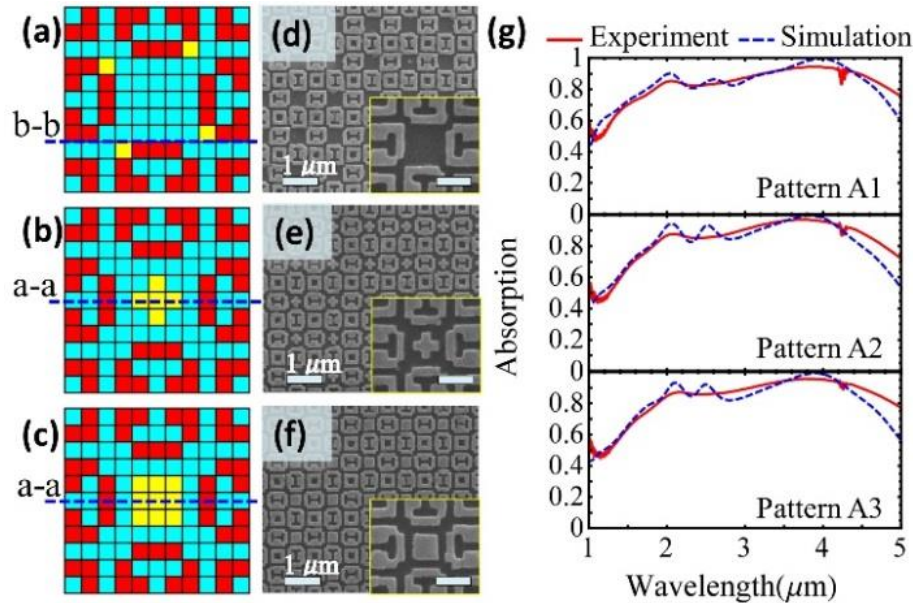 (a)
b-b
(b)
a-a
(c)
a-a
(d)
1 μm
(e)
1 μm
(f)
1 μm
(g)
Experiment
Simulation
1
0.8
0.6
0.4
0.2
0
Pattern A1
0.8
0.6
0.4
0.2
0
Pattern A2
0.8
0.6
0.4
0.2
0
Pattern A3
Absorption
1 2 3 4 5
Wavelength(μm)